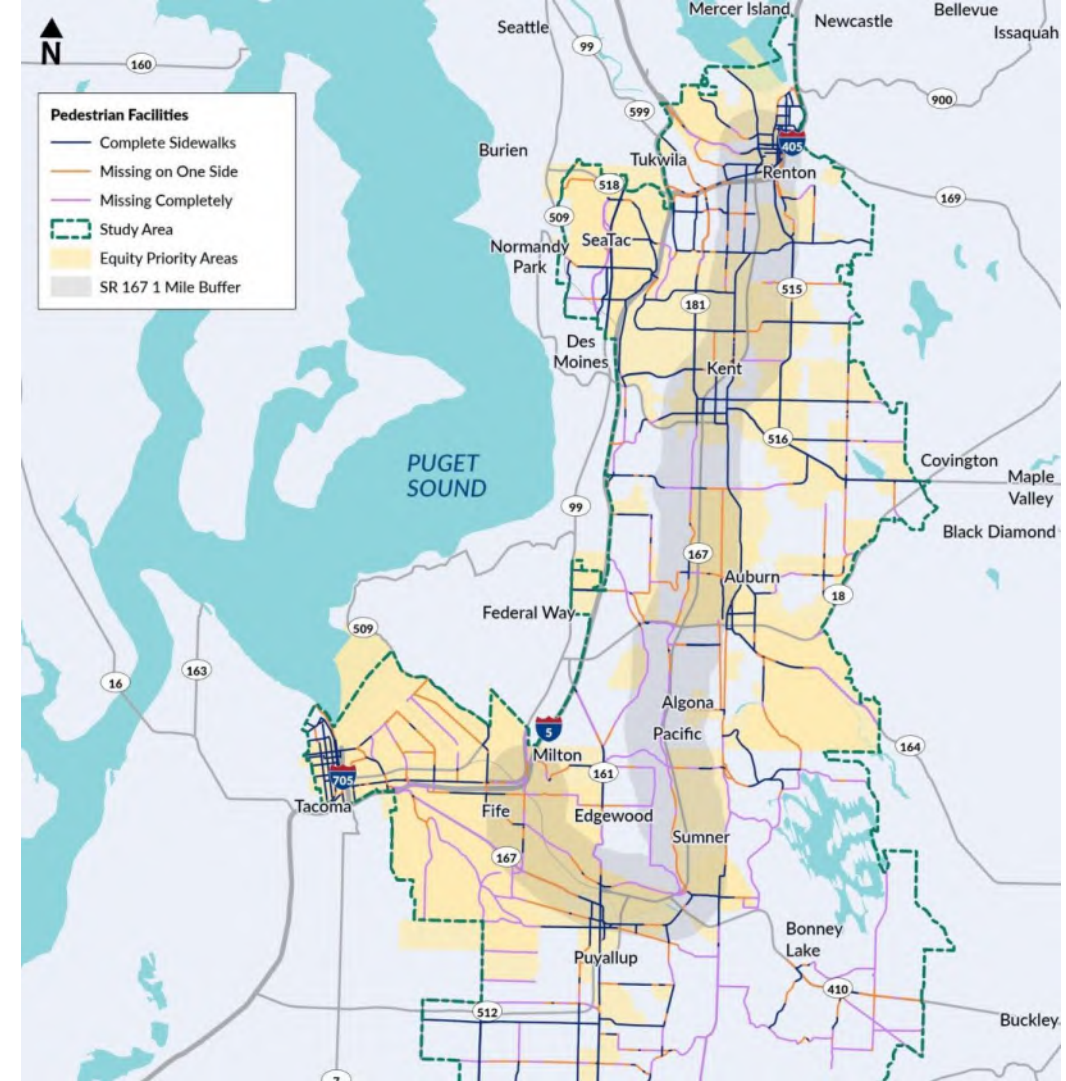 Mercer Island
Bellevue
Seattle
Newcastle
Issaquah
N
99
160
900
599
Pedestrian Facilities
Complete Sidewalks
Missing on One Side
Missing Completely
Study Area
Equity Priority Areas
SR 167 1 Mile Buffer
Burien
Tukwila
405
Renton
518
169
509
SeaTac
Normandy
Park
515
181
Des
Moines
Kent
516
PUGET
SOUND
Covington
Maple
Valley
99
Black Diamond
167
Auburn
18
Federal Way
509
163
16
Algona
Pacific
5
164
Milton
161
705
Tacoma
Fife
Edgewood
Sumner
167
Bonney
Lake
Puyallup
410
512
Buckley
7